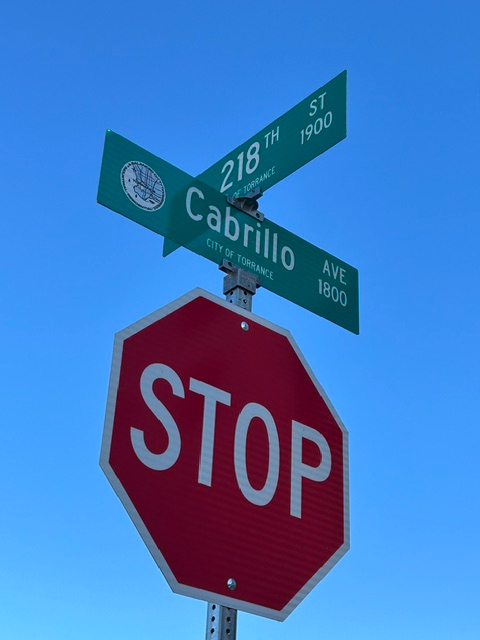 218TH ST
1900
OF TORRANCE
Cabrillo AVE
CITY OF TORRANCE 1800
STOP